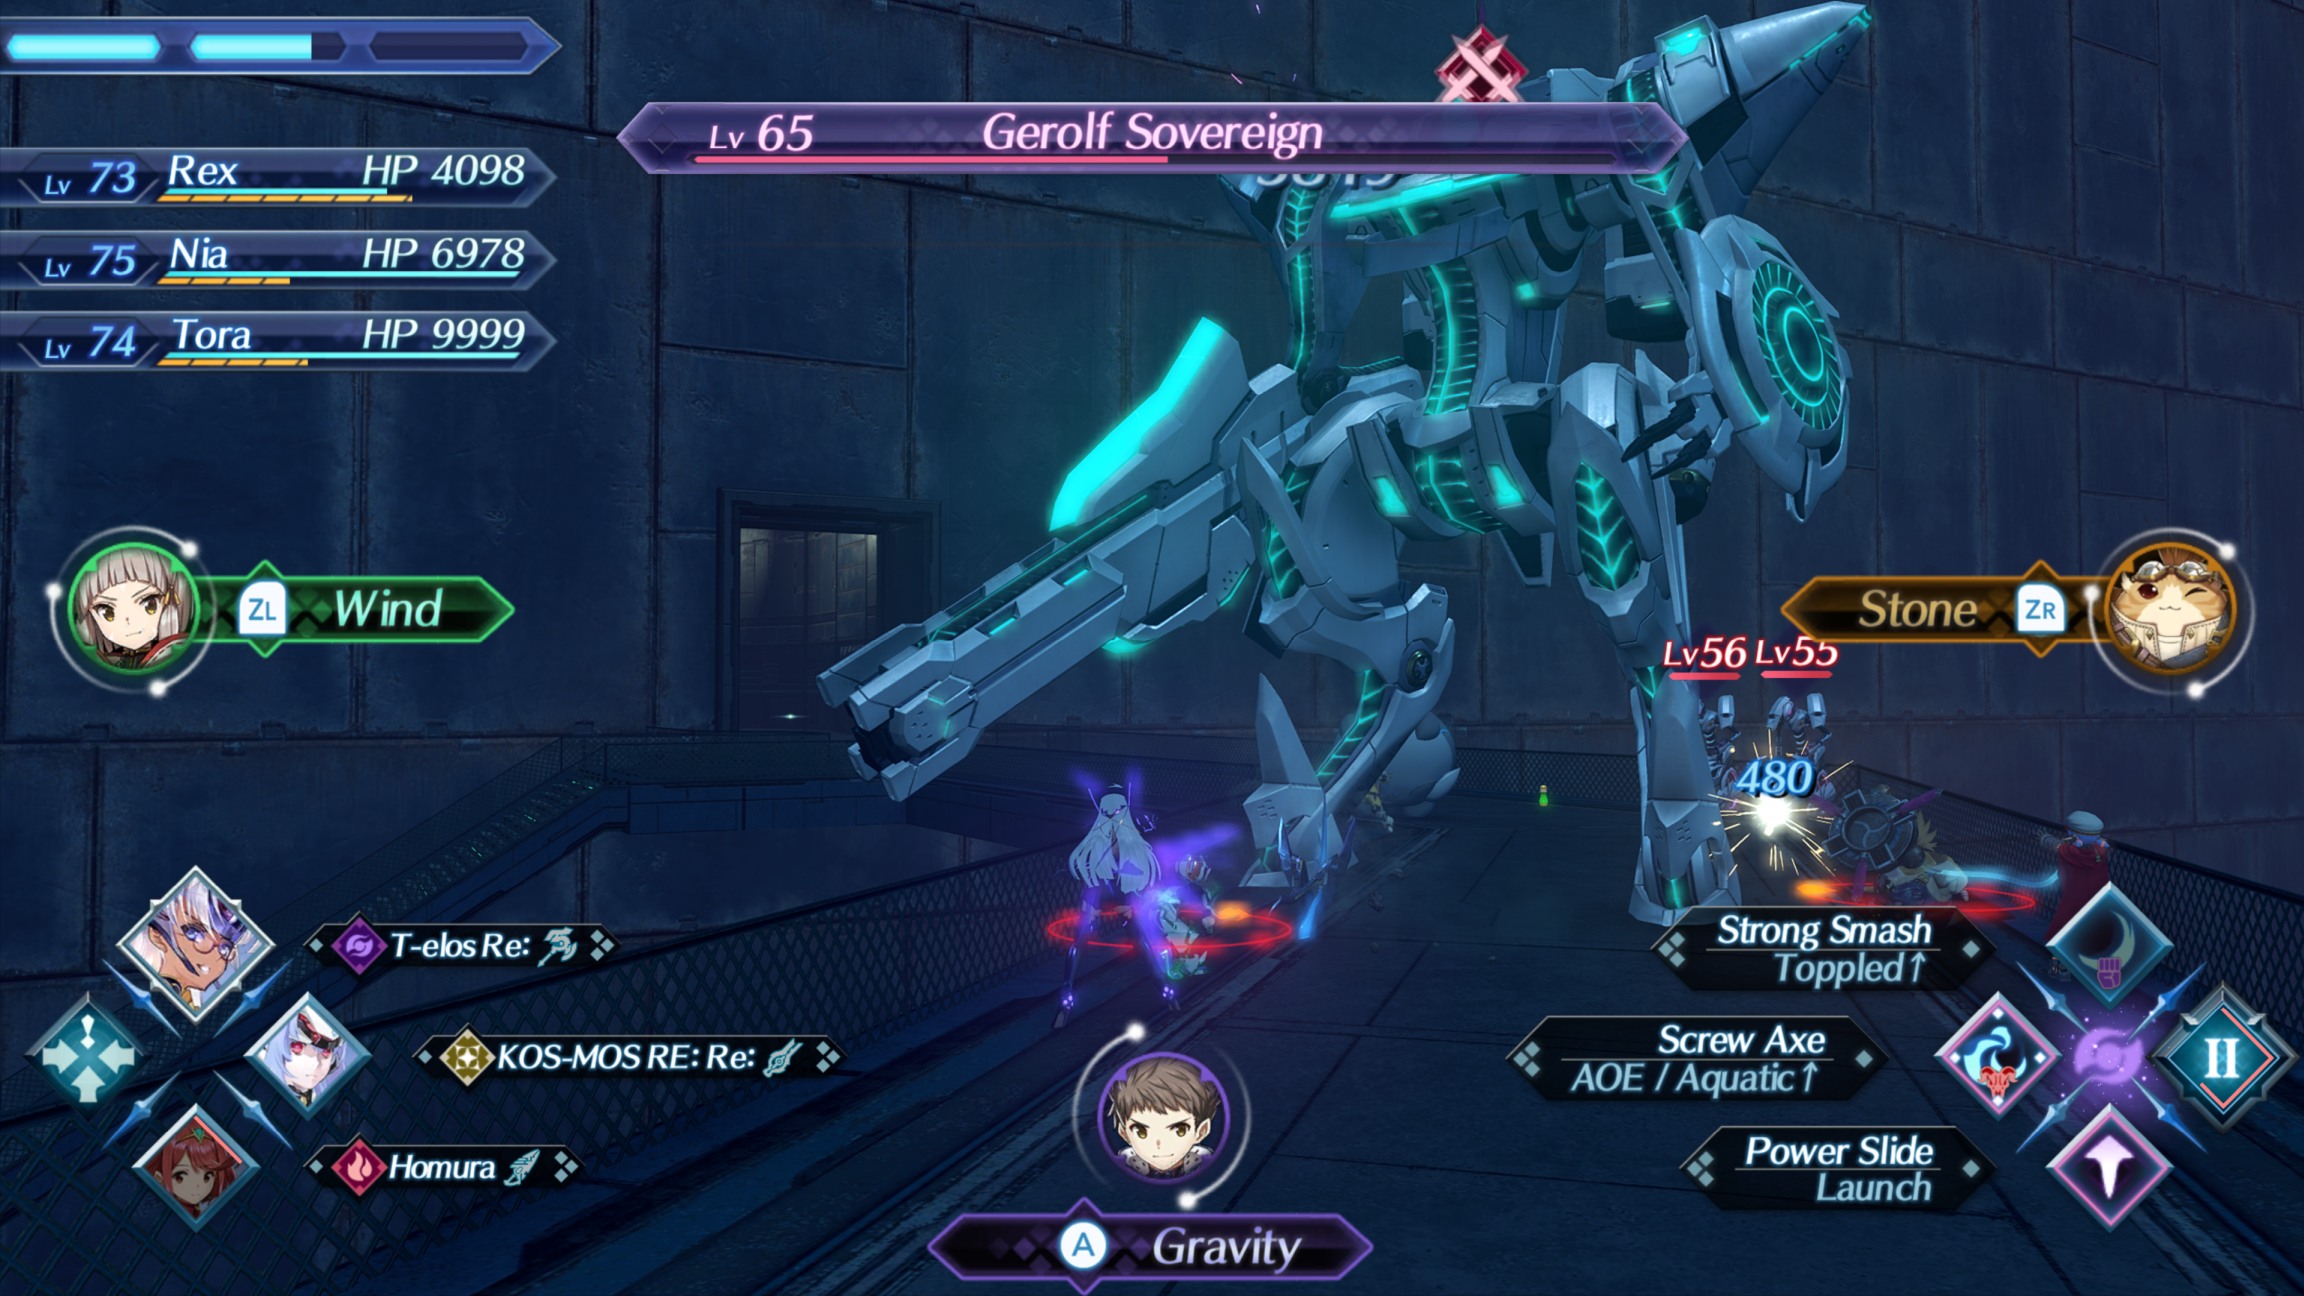 Lv 65 Gerolf Sovereign
Lv 73 Rex HP 4098
Lv 75 Nia HP 6978
Lv 74 Tora HP 9999
ZL Wind
Stone ZR
Lv56 Lv55
480
T-elos Re:
KOS-MOS RE: Re:
Homura
Strong Smash
Toppled↑
Screw Axe
AOE / Aquatic↑
II
Power Slide
Launch
A Gravity